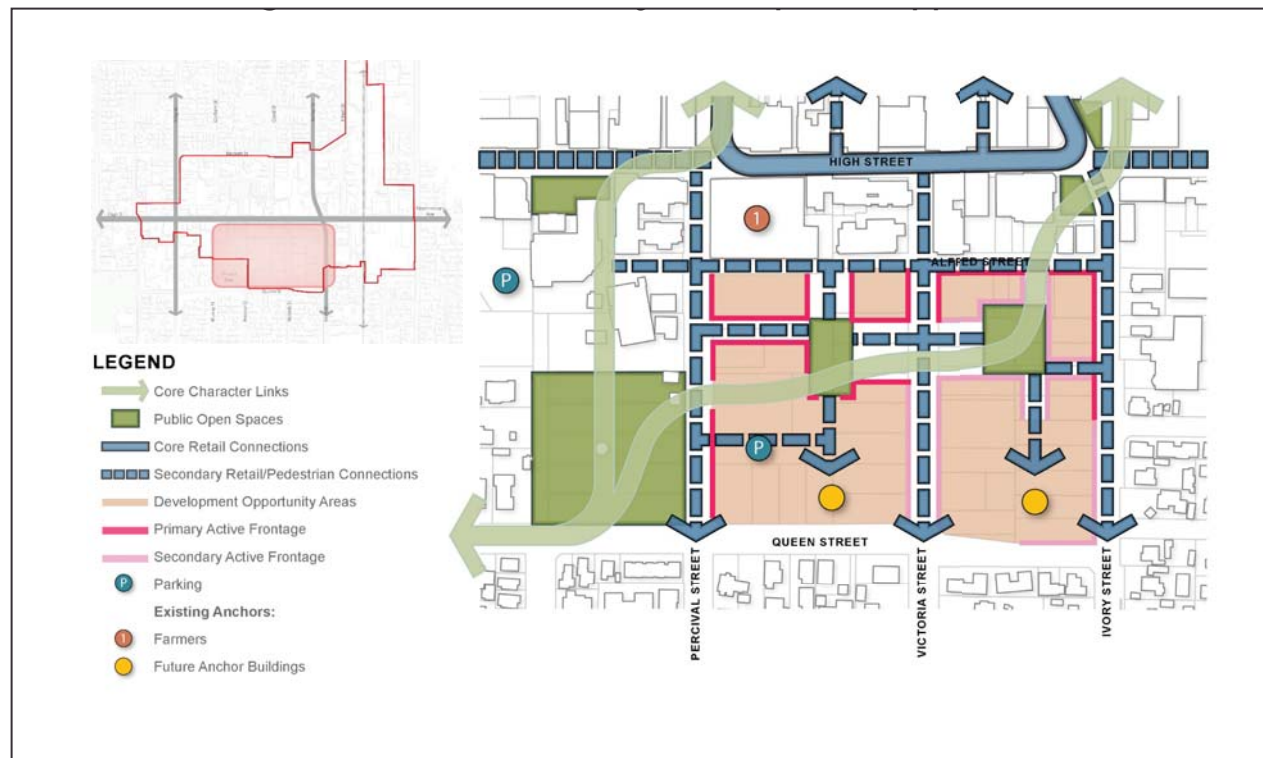 LEGEND
Core Character Links
Public Open Spaces
Core Retail Connections
Secondary Retail/Pedestrian Connections
Development Opportunity Areas
Primary Active Frontage
Secondary Active Frontage
P Parking
Existing Anchors:
1 Farmers
Future Anchor Buildings
HIGH STREET
1
ALFRED STREET
P
P
QUEEN STREET
PERCIVAL STREET
VICTORIA STREET
IVORY STREET